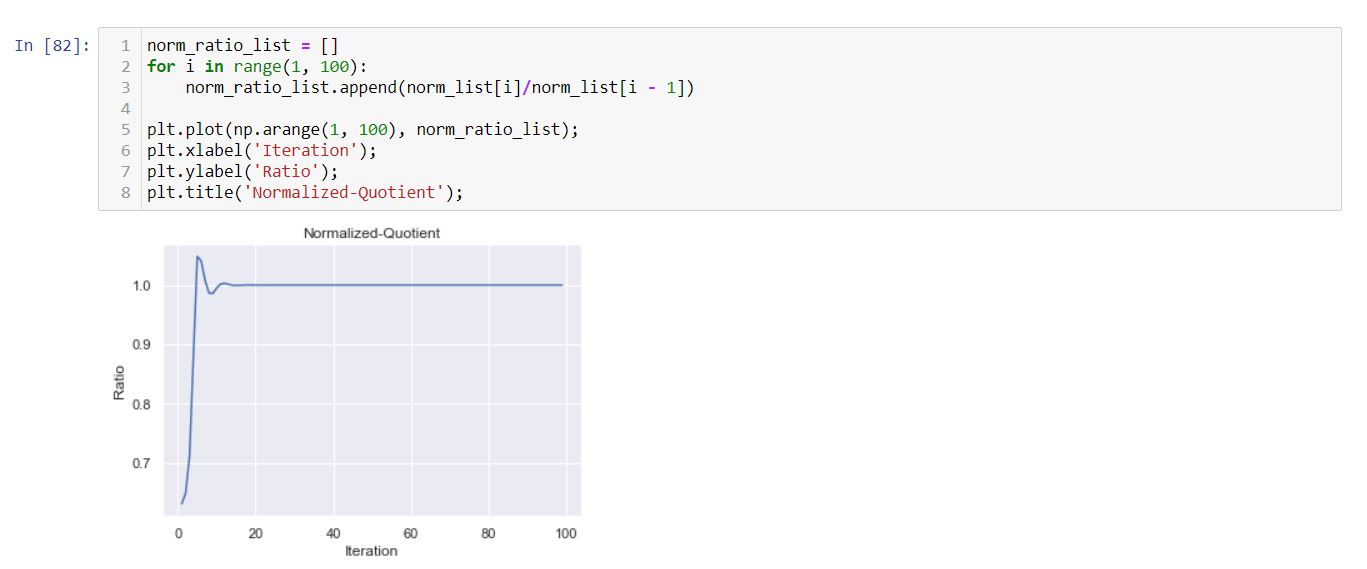 In [82]:
1 norm_ratio_list = []
2 for i in range(1, 100):
3     norm_ratio_list.append(norm_list[i]/norm_list[i - 1])
4
5 plt.plot(np.arange(1, 100), norm_ratio_list);
6 plt.xlabel('Iteration');
7 plt.ylabel('Ratio');
8 plt.title('Normalized-Quotient');
Normalized-Quotient
1.0
0.9
0.8
0.7
Ratio
0 20 40 60 80 100
Iteration